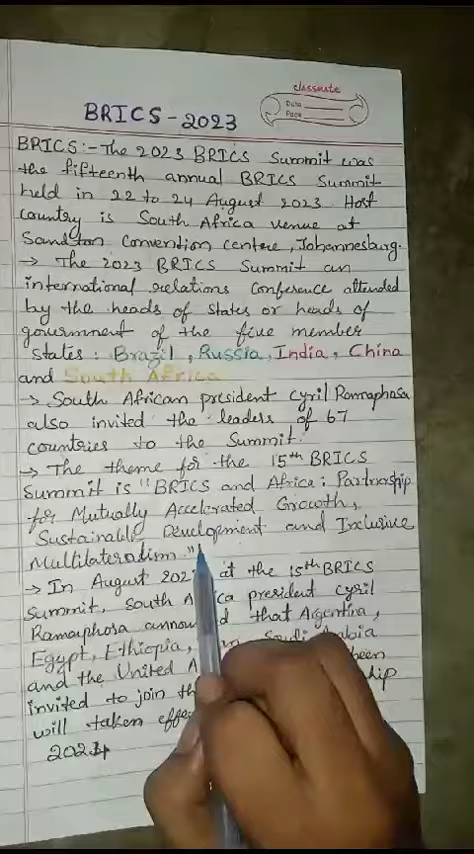 classmate
Date
Page
BRICS - 2023
BRICS :- The 2023 BRICS Summit was
the fifteenth annual BRICS Summit
held in 22 to 24 August 2023. Host
country is South Africa venue at
Sandton Convention centre, Johannesburg.
→ The 2023 BRICS Summit an
international relations conference attended
by the heads of states or heads of
government of the five member
states : Brazil, Russia, India, China
and South Africa
→ South African president cyril Ramaphosa
also invited the leaders of 67
countries to the Summit.
→ The theme for the 15th BRICS
Summit is "BRICS and Africa : Partnership
for Mutually Accelerated Growth,
Sustainable Development and Inclusive
Multilateralism."
→ In August 202 at the 15th BRICS
Summit, South A ca president cyril
Ramaphosa annou d that Argentina,
Egypt, Ethiopia, Saudi Arabia
and the United A been
invited to join th ship
will taken effe
2024